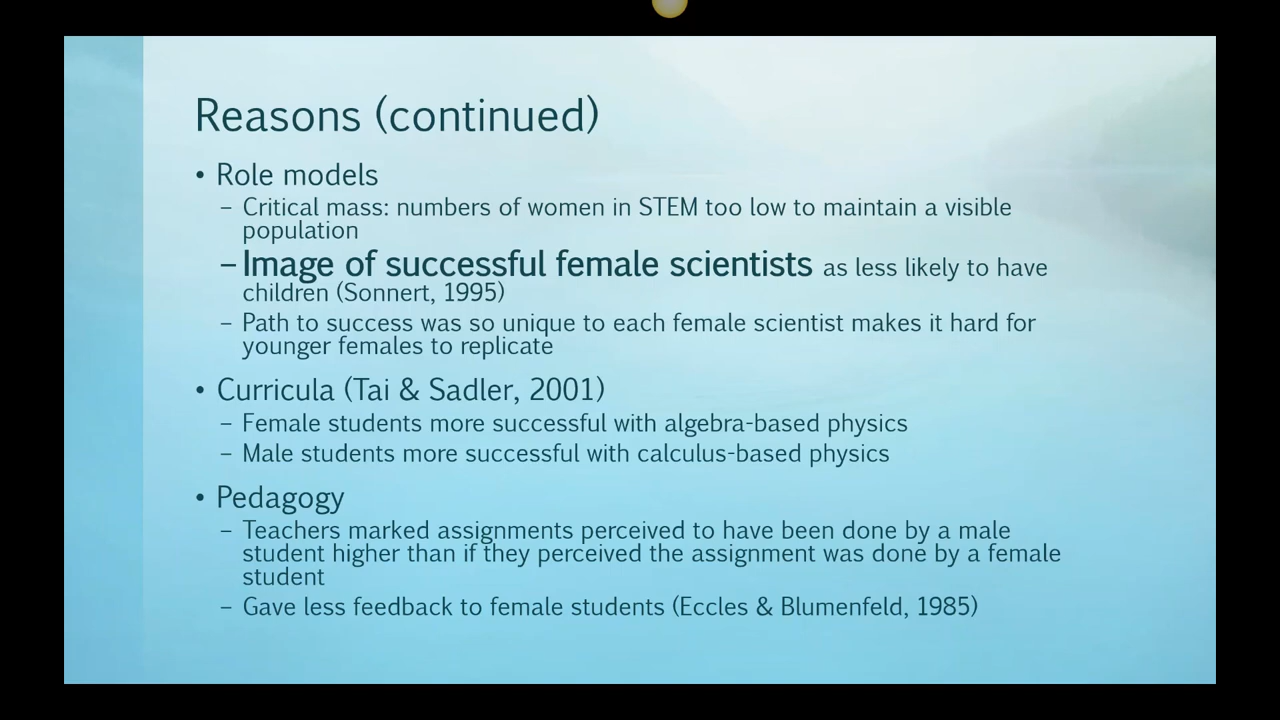 Reasons (continued)
• Role models
– Critical mass: numbers of women in STEM too low to maintain a visible
population
– Image of successful female scientists as less likely to have
children (Sonnert, 1995)
– Path to success was so unique to each female scientist makes it hard for
younger females to replicate
• Curricula (Tai & Sadler, 2001)
– Female students more successful with algebra-based physics
– Male students more successful with calculus-based physics
• Pedagogy
– Teachers marked assignments perceived to have been done by a male
student higher than if they perceived the assignment was done by a female
student
– Gave less feedback to female students (Eccles & Blumenfeld, 1985)